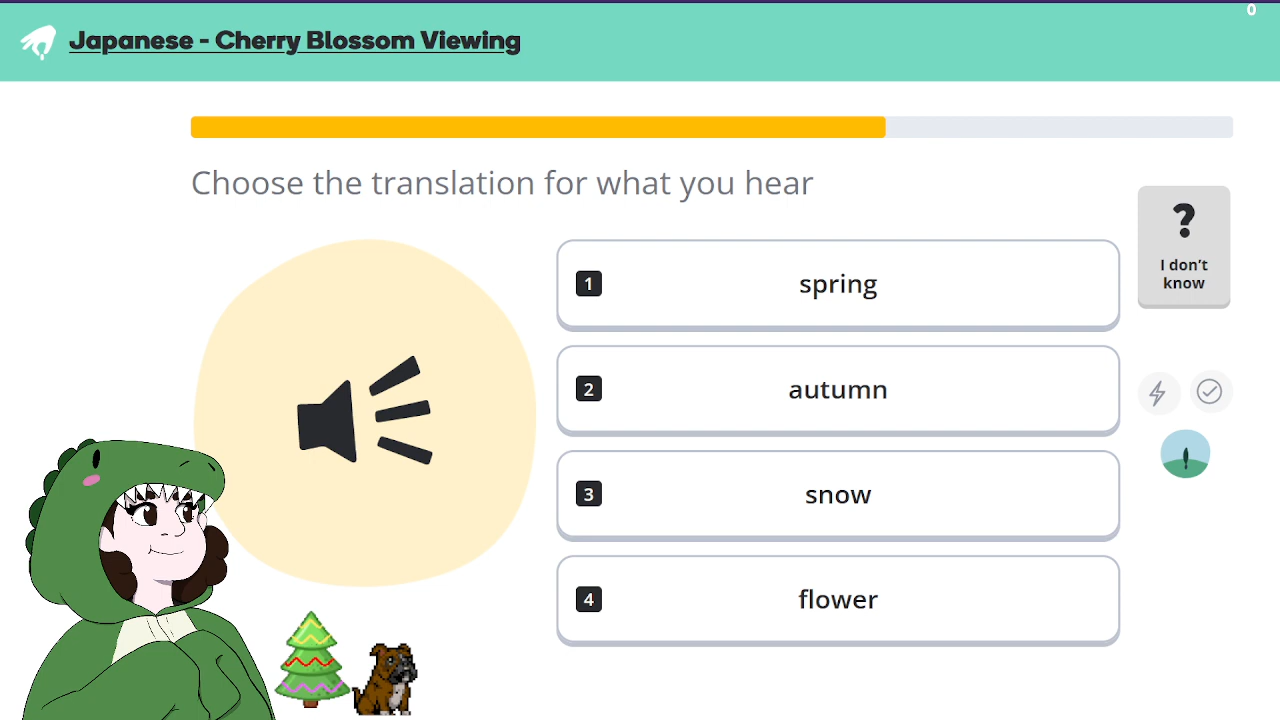 0
Japanese - Cherry Blossom Viewing
Choose the translation for what you hear
1 spring
2 autumn
3 snow
4 flower
?
I don't
know